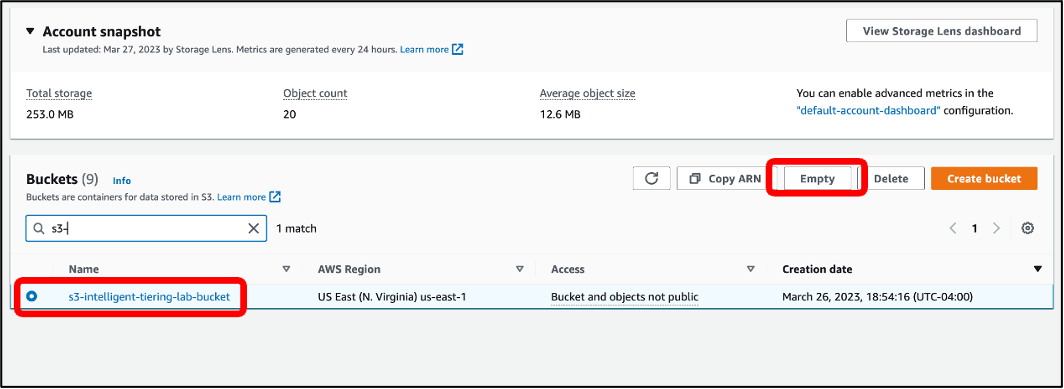 Account snapshot
View Storage Lens dashboard
Last updated: Mar 27, 2023 by Storage Lens. Metrics are generated every 24 hours. Learn more
Total storage
Object count
Average object size
You can enable advanced metrics in the
253.0 MB
20
12.6 MB
"default-account-dashboard" configuration.
Buckets (9) Info
Copy ARN
Empty
Delete
Create bucket
Buckets are containers for data stored in S3. Learn more
s3-
1 match
1
Name
AWS Region
Access
Creation date
s3-intelligent-tiering-lab-bucket
US East (N. Virginia) us-east-1
Bucket and objects not public
March 26, 2023, 18:54:16 (UTC-04:00)